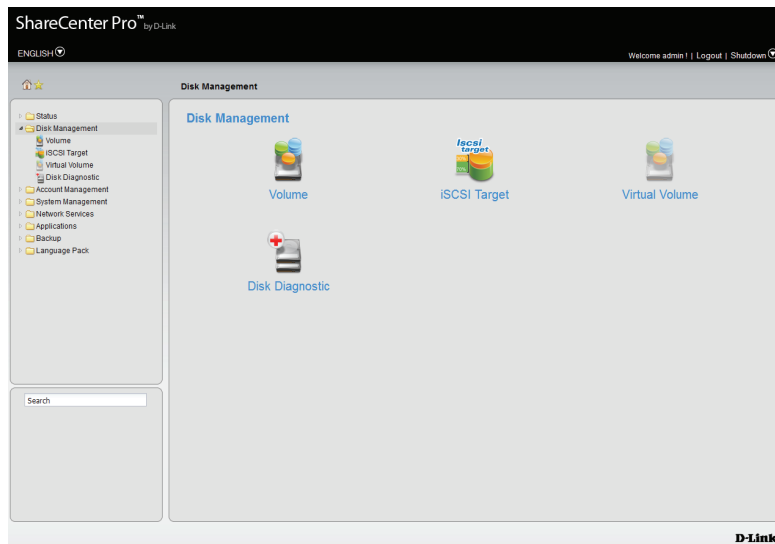 ShareCenter Pro™ by D-Link
ENGLISH
Welcome admin ! | Logout | Shutdown
Disk Management
Status
Disk Management
Volume
iSCSI Target
Virtual Volume
Disk Diagnostic
Account Management
System Management
Network Services
Applications
Backup
Language Pack
Search
Disk Management
Volume
Iscsi target
iSCSI Target
Virtual Volume
Disk Diagnostic
D-Link